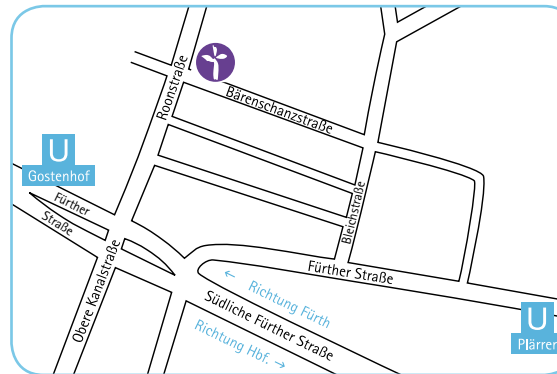 Roonstraße
Bärenschanzstraße
U
Gostenhof
Fürther
Straße
Bleichstraße
Obere Kanalstraße
Fürther Straße
← Richtung Fürth
Südliche Fürther Straße
Richtung Hbf. →
U
Plärrer